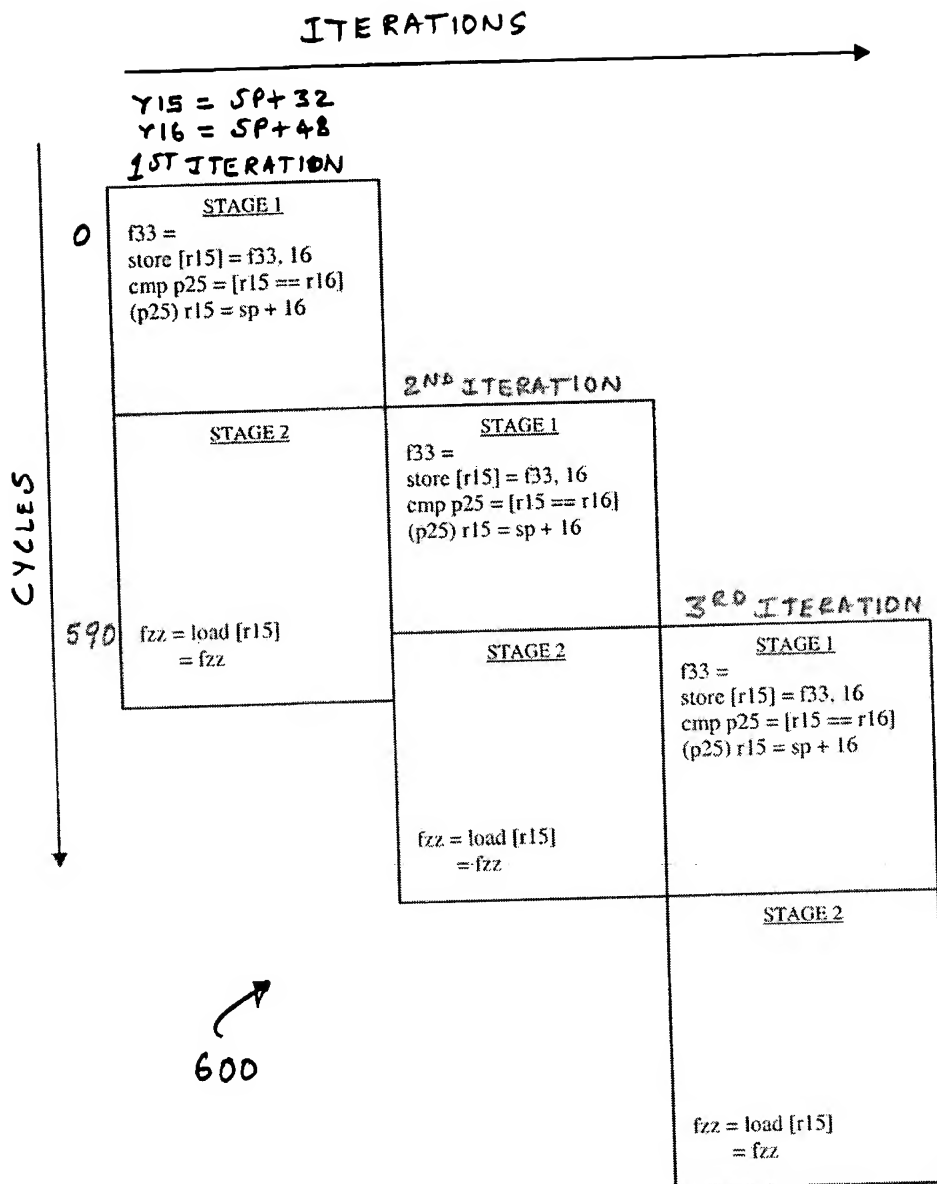 ITERATIONS
r15 = SP+32
r16 = SP+48
1ST ITERATION
STAGE 1
0
f33 =
store [r15] = f33, 16
cmp p25 = [r15 == r16]
(p25) r15 = sp + 16
2ND ITERATION
STAGE 2
STAGE 1
f33 =
store [r15] = f33, 16
cmp p25 = [r15 == r16]
(p25) r15 = sp + 16
CYCLES
590
fzz = load [r15]
= fzz
3RD ITERATION
STAGE 2
STAGE 1
f33 =
store [r15] = f33, 16
cmp p25 = [r15 == r16]
(p25) r15 = sp + 16
fzz = load [r15]
= fzz
STAGE 2
600
fzz = load [r15]
= fzz